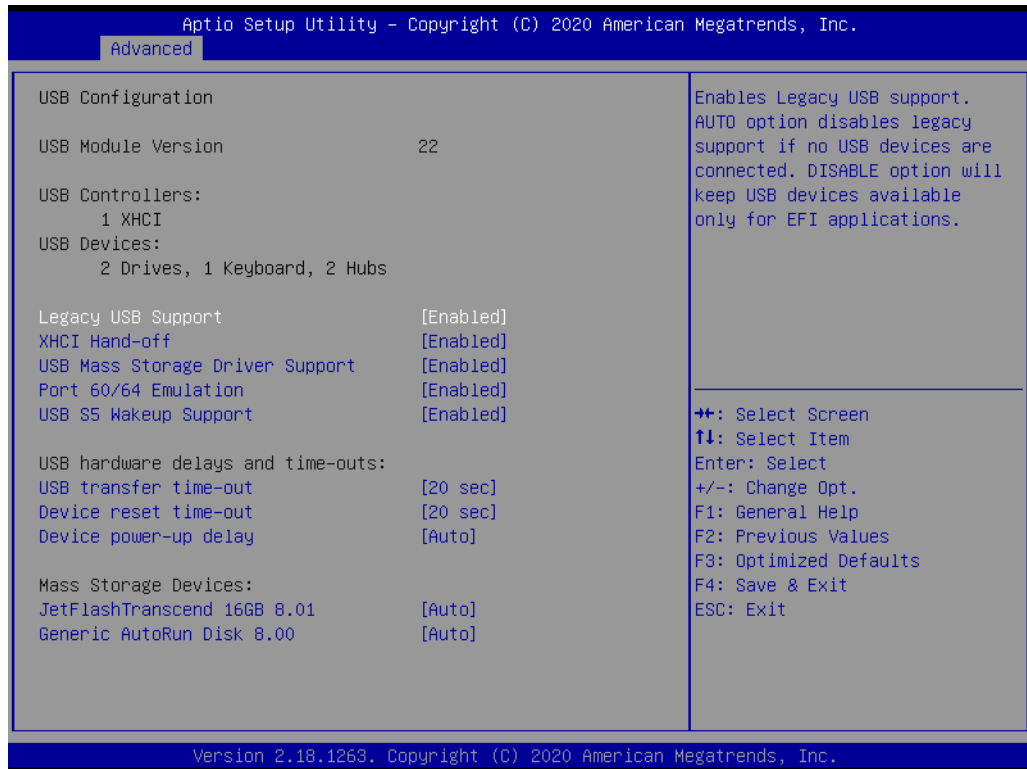 Aptio Setup Utility – Copyright (C) 2020 American Megatrends, Inc.
Advanced
USB Configuration
USB Module Version 22
USB Controllers:
1 XHCI
USB Devices:
2 Drives, 1 Keyboard, 2 Hubs
Legacy USB Support [Enabled]
XHCI Hand-off [Enabled]
USB Mass Storage Driver Support [Enabled]
Port 60/64 Emulation [Enabled]
USB S5 Wakeup Support [Enabled]
USB hardware delays and time-outs:
USB transfer time-out [20 sec]
Device reset time-out [20 sec]
Device power-up delay [Auto]
Mass Storage Devices:
JetFlashTranscend 16GB 8.01 [Auto]
Generic AutoRun Disk 8.00 [Auto]
Enables Legacy USB support.
AUTO option disables legacy
support if no USB devices are
connected. DISABLE option will
keep USB devices available
only for EFI applications.
→←: Select Screen
↑↓: Select Item
Enter: Select
+/-: Change Opt.
F1: General Help
F2: Previous Values
F3: Optimized Defaults
F4: Save & Exit
ESC: Exit
Version 2.18.1263. Copyright (C) 2020 American Megatrends, Inc.